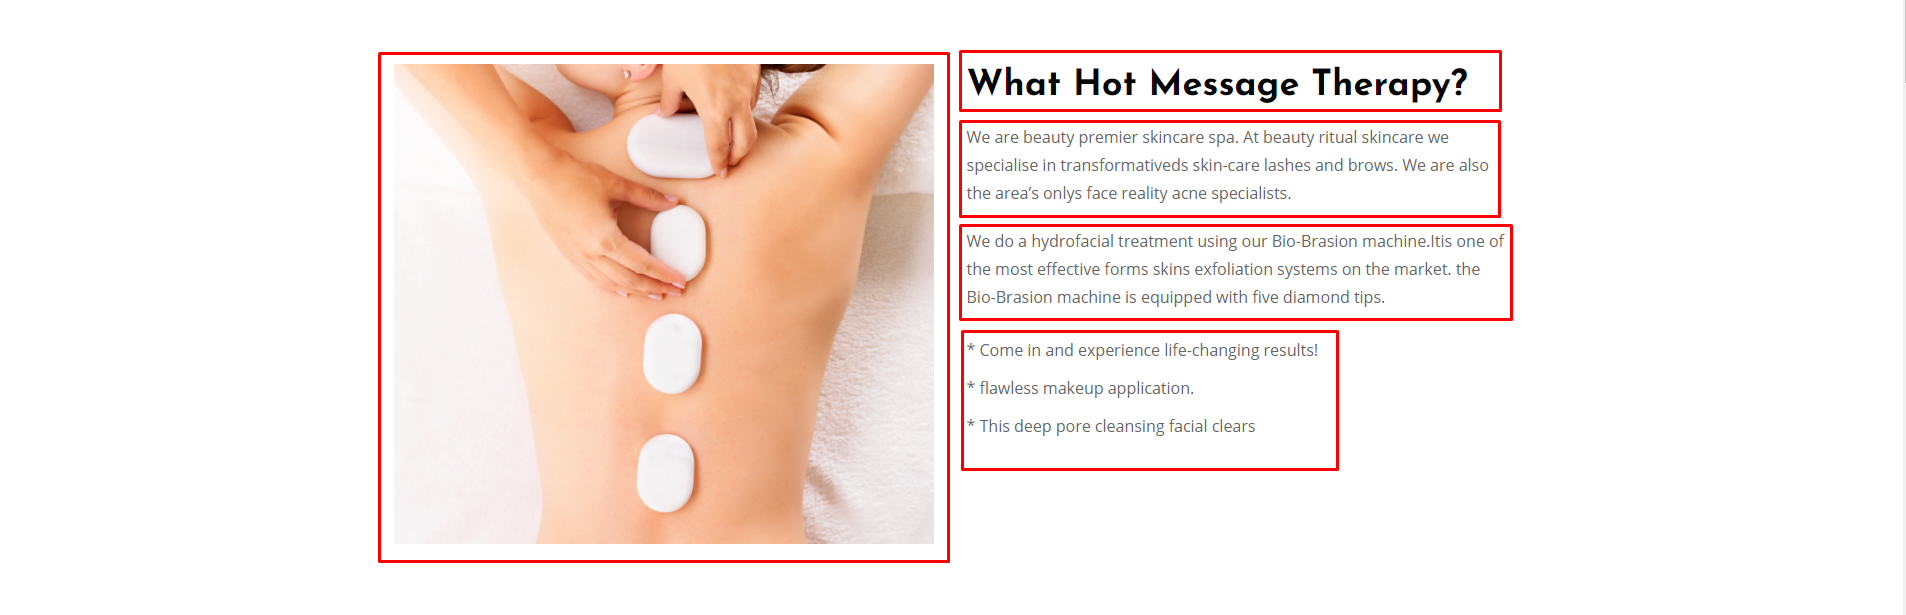 What Hot Message Therapy?
We are beauty premier skincare spa. At beauty ritual skincare we
specialise in transformativeds skin-care lashes and brows. We are also
the area’s onlys face reality acne specialists.
We do a hydrofacial treatment using our Bio-Brasion machine.Itis one of
the most effective forms skins exfoliation systems on the market. the
Bio-Brasion machine is equipped with five diamond tips.
* Come in and experience life-changing results!
* flawless makeup application.
* This deep pore cleansing facial clears